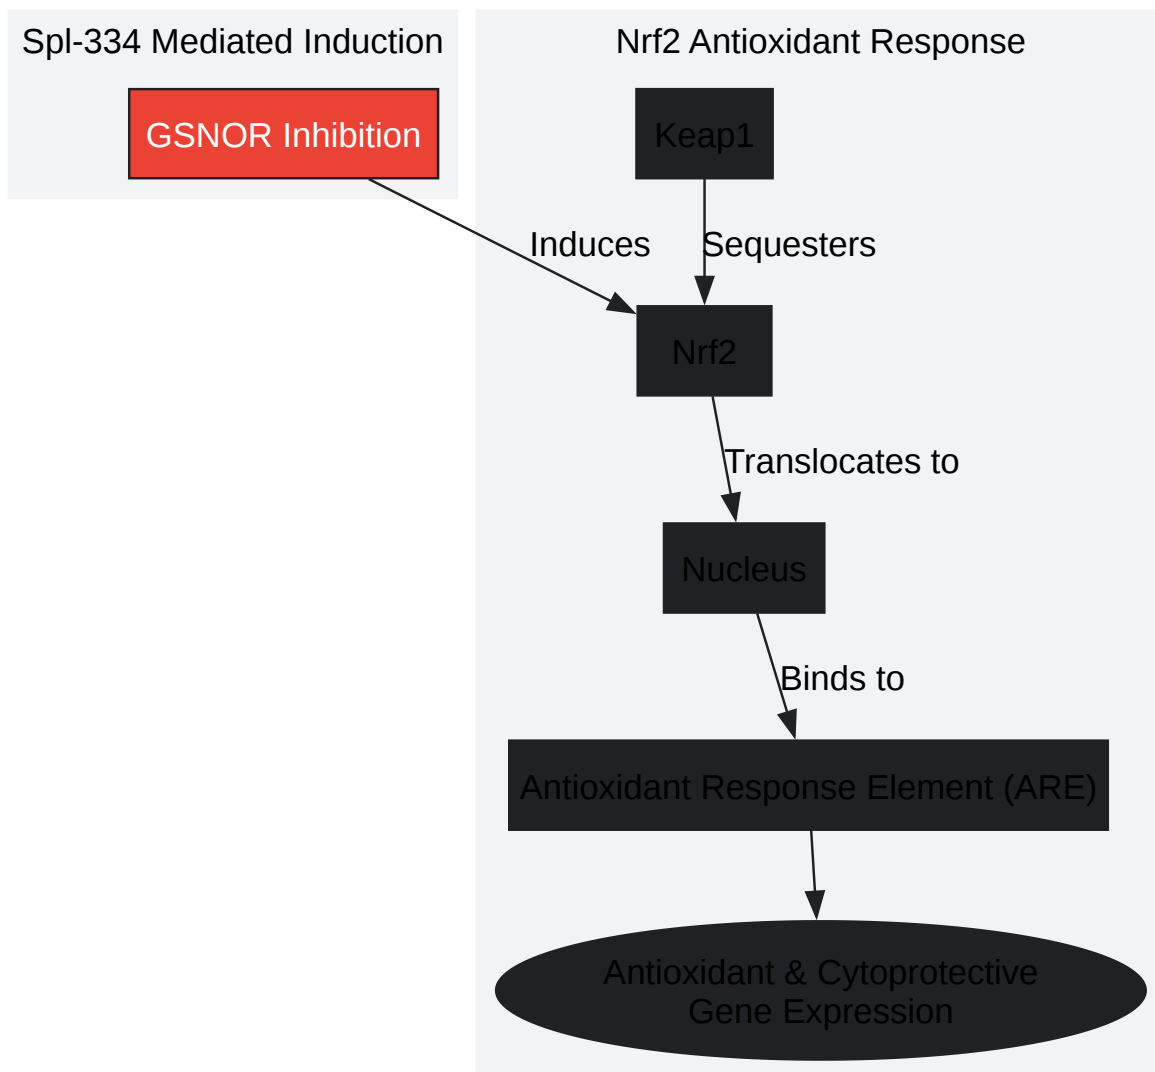 Spl-334 Mediated Induction
Nrf2 Antioxidant Response
GSNOR Inhibition
Keap1
Induces
Sequesters
Nrf2
Translocates to
Nucleus
Binds to
Antioxidant Response Element (ARE)
Antioxidant & Cytoprotective
Gene Expression